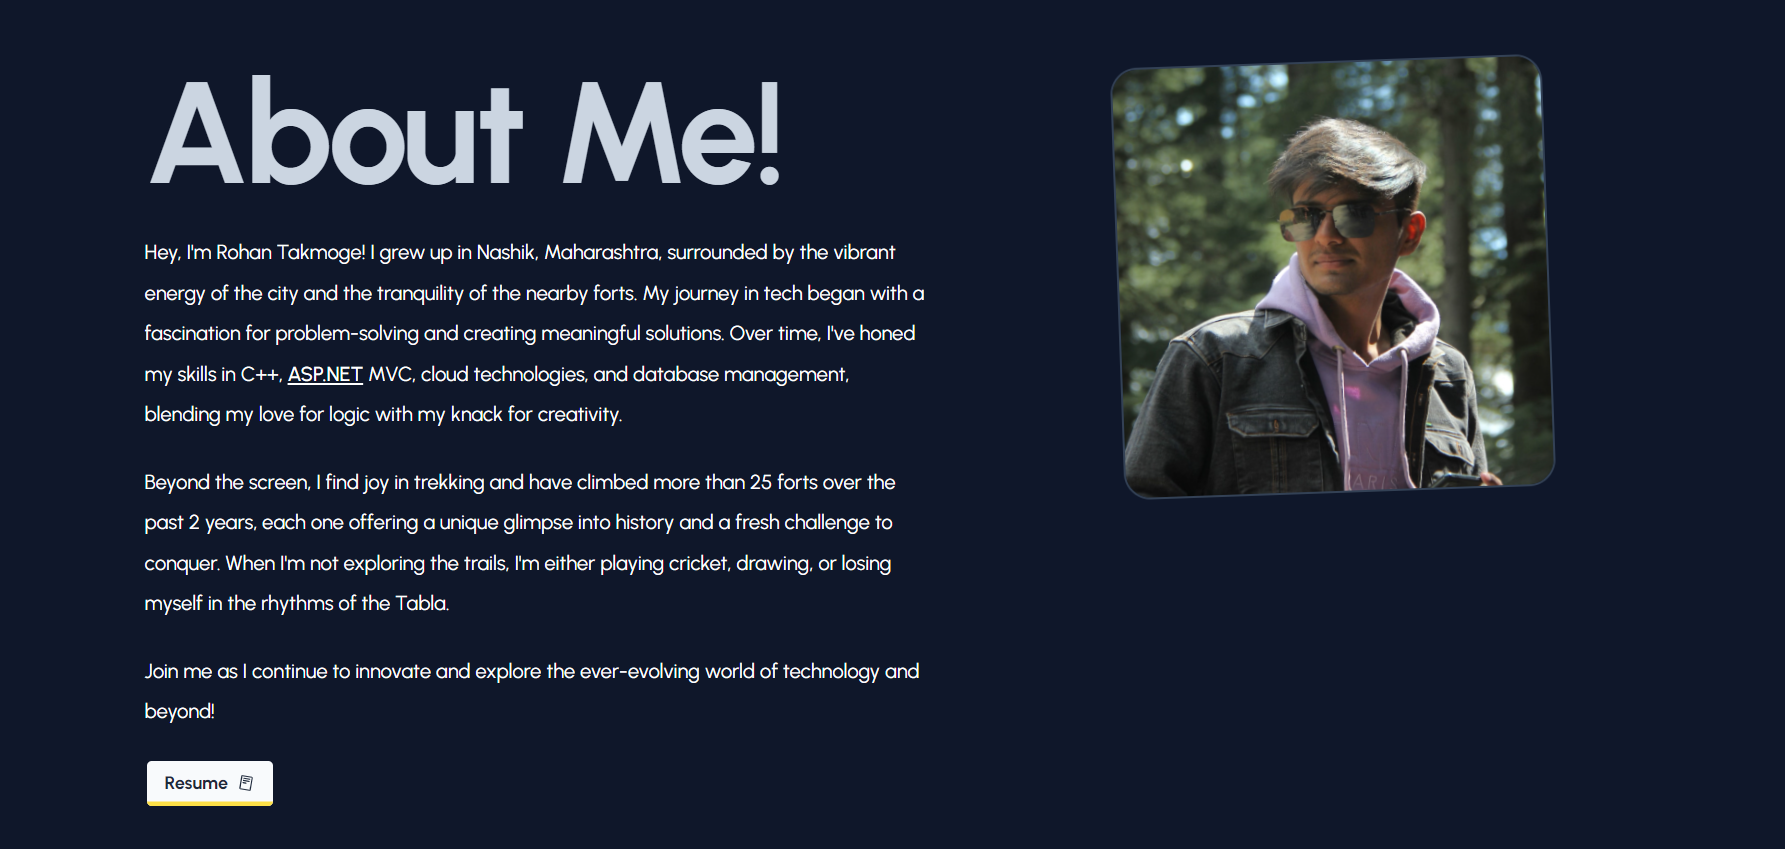 About Me!
Hey, I'm Rohan Takmoge! I grew up in Nashik, Maharashtra, surrounded by the vibrant
energy of the city and the tranquility of the nearby forts. My journey in tech began with a
fascination for problem-solving and creating meaningful solutions. Over time, I've honed
my skills in C++, ASP.NET MVC, cloud technologies, and database management,
blending my love for logic with my knack for creativity.
Beyond the screen, I find joy in trekking and have climbed more than 25 forts over the
past 2 years, each one offering a unique glimpse into history and a fresh challenge to
conquer. When I'm not exploring the trails, I'm either playing cricket, drawing, or losing
myself in the rhythms of the Tabla.
Join me as I continue to innovate and explore the ever-evolving world of technology and
beyond!
Resume